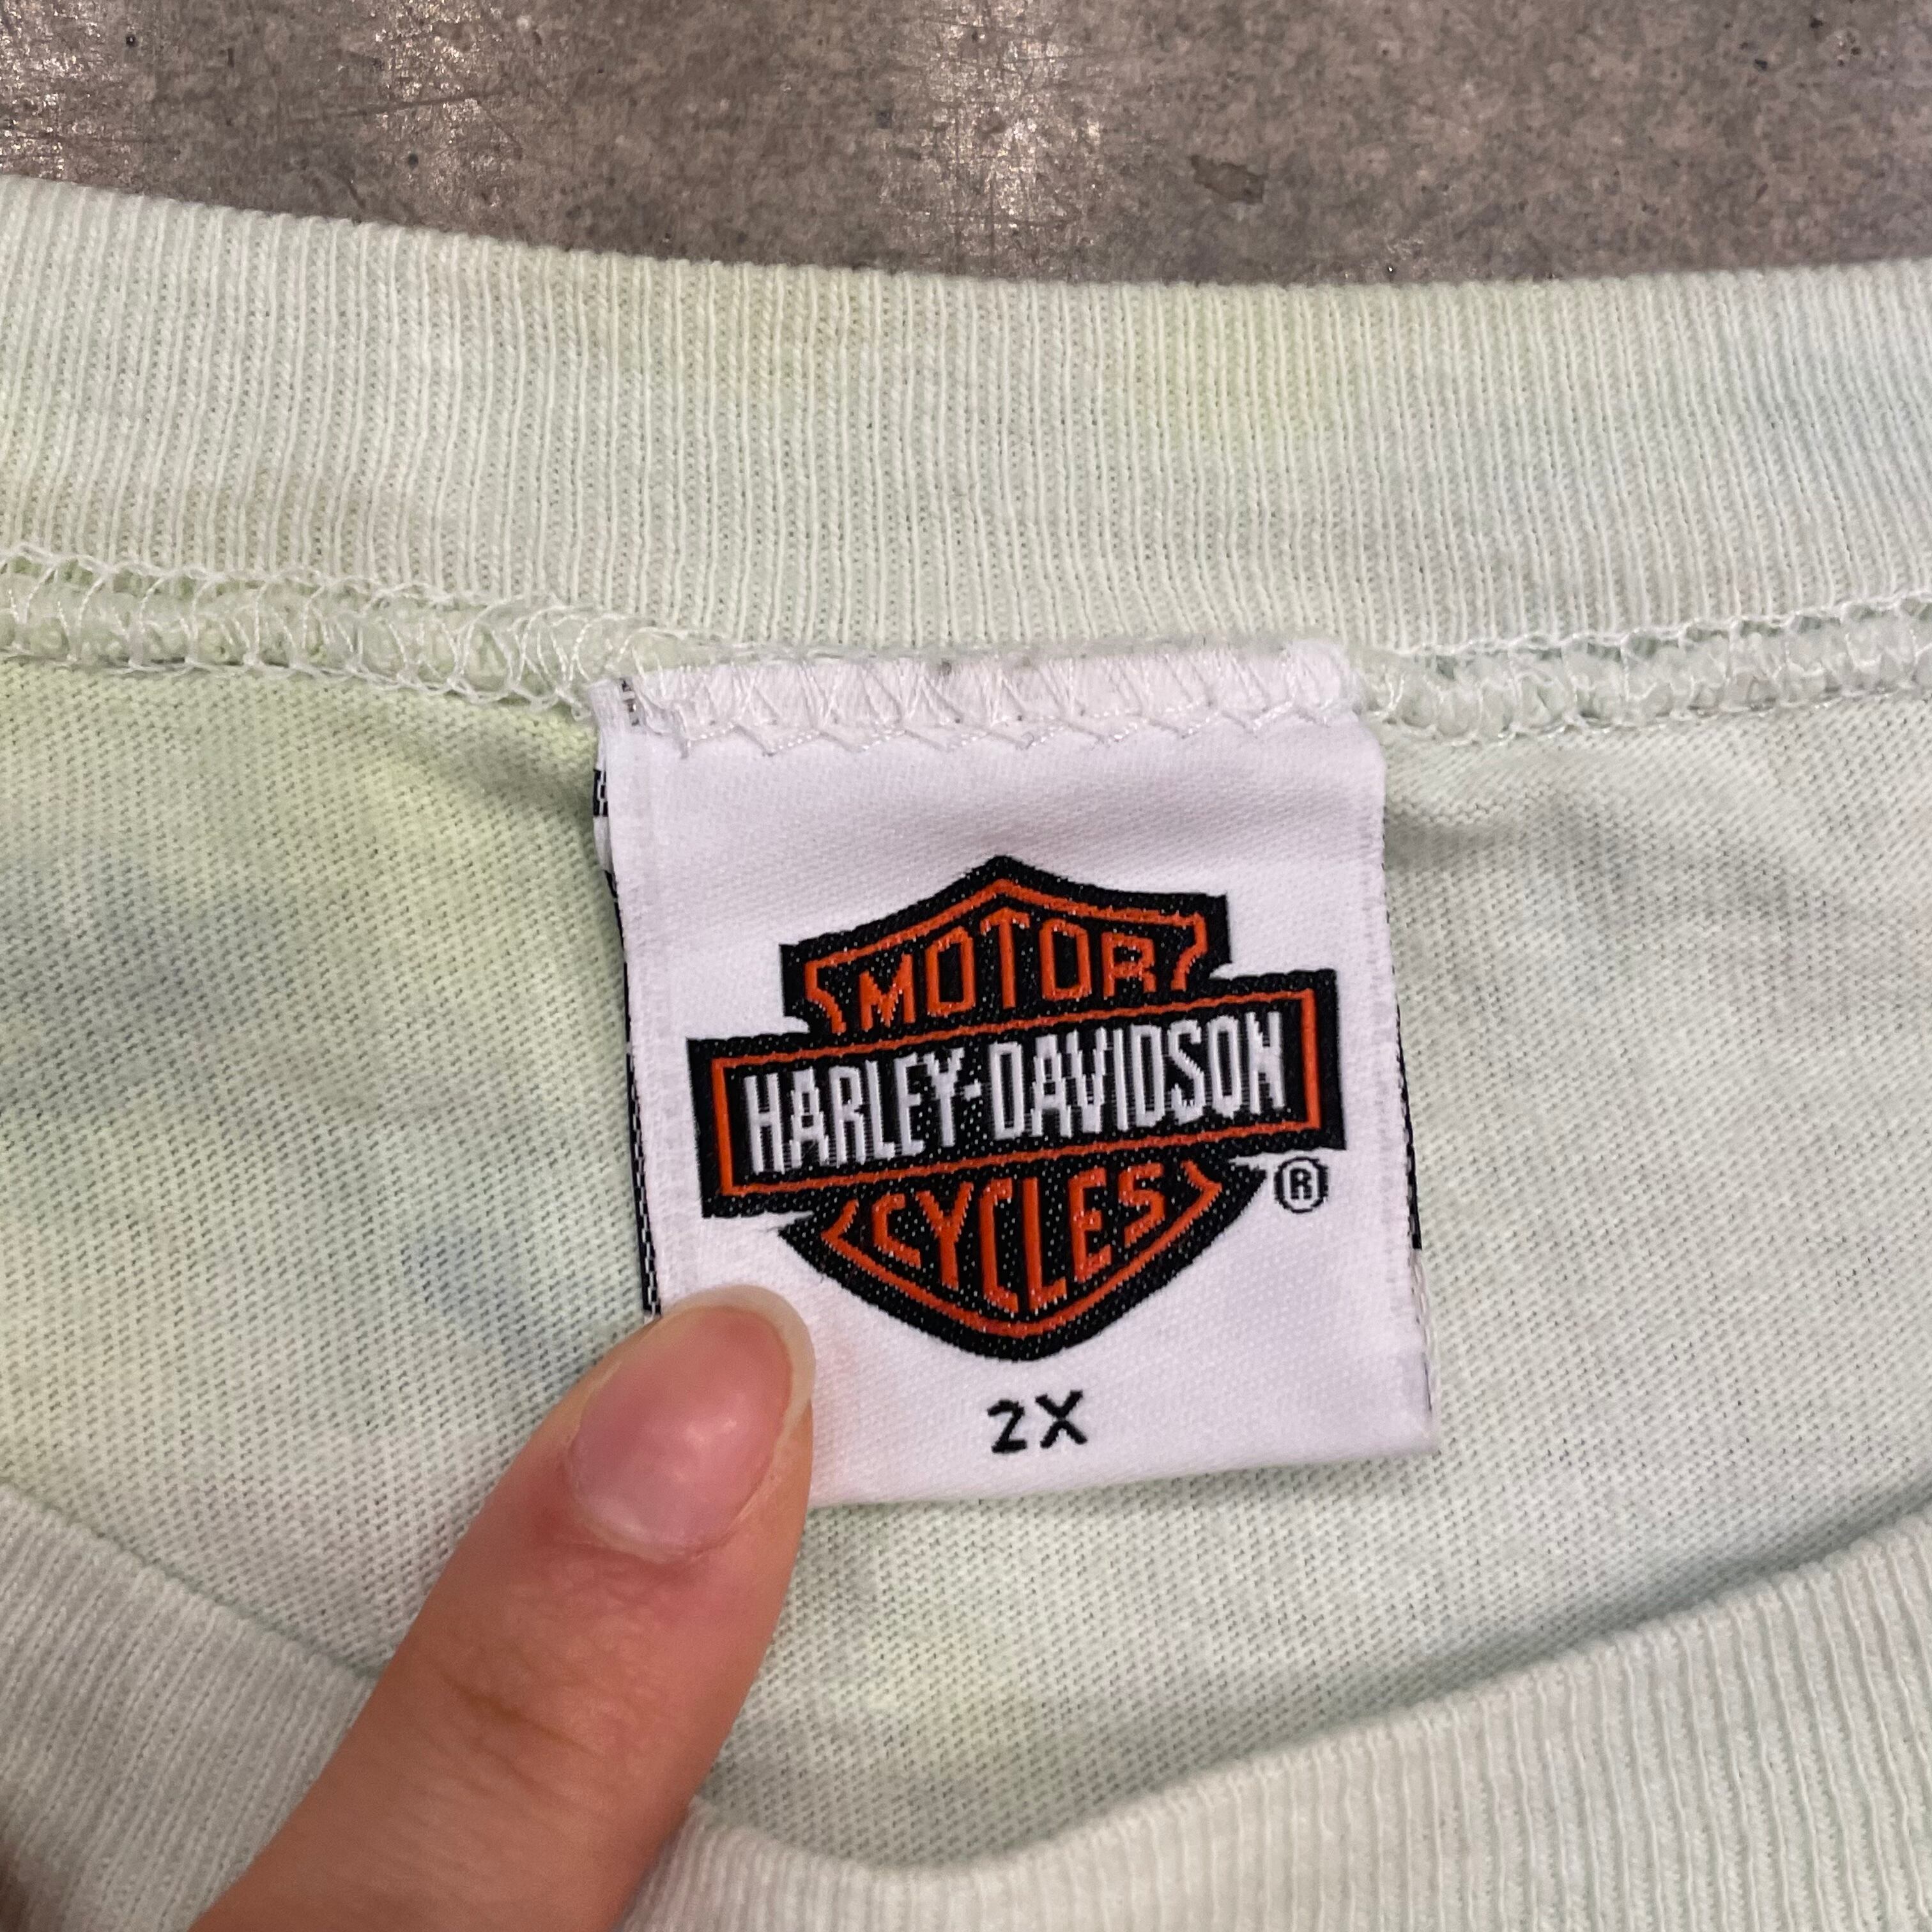 MOTOR
HARLEY-DAVIDSON
CYCLES
®
2X